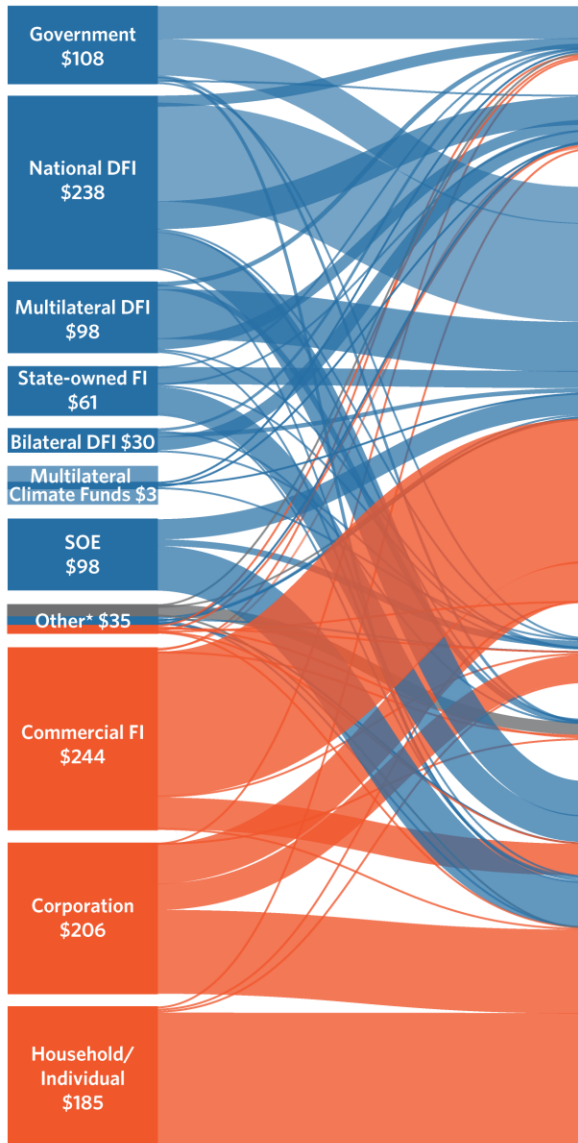 Government
$108
National DFI
$238
Multilateral DFI
$98
State-owned FI
$61
Bilateral DFI $30
Multilateral
Climate Funds $3
SOE
$98
Other* $35
Commercial FI
$244
Corporation
$206
Household/
Individual
$185